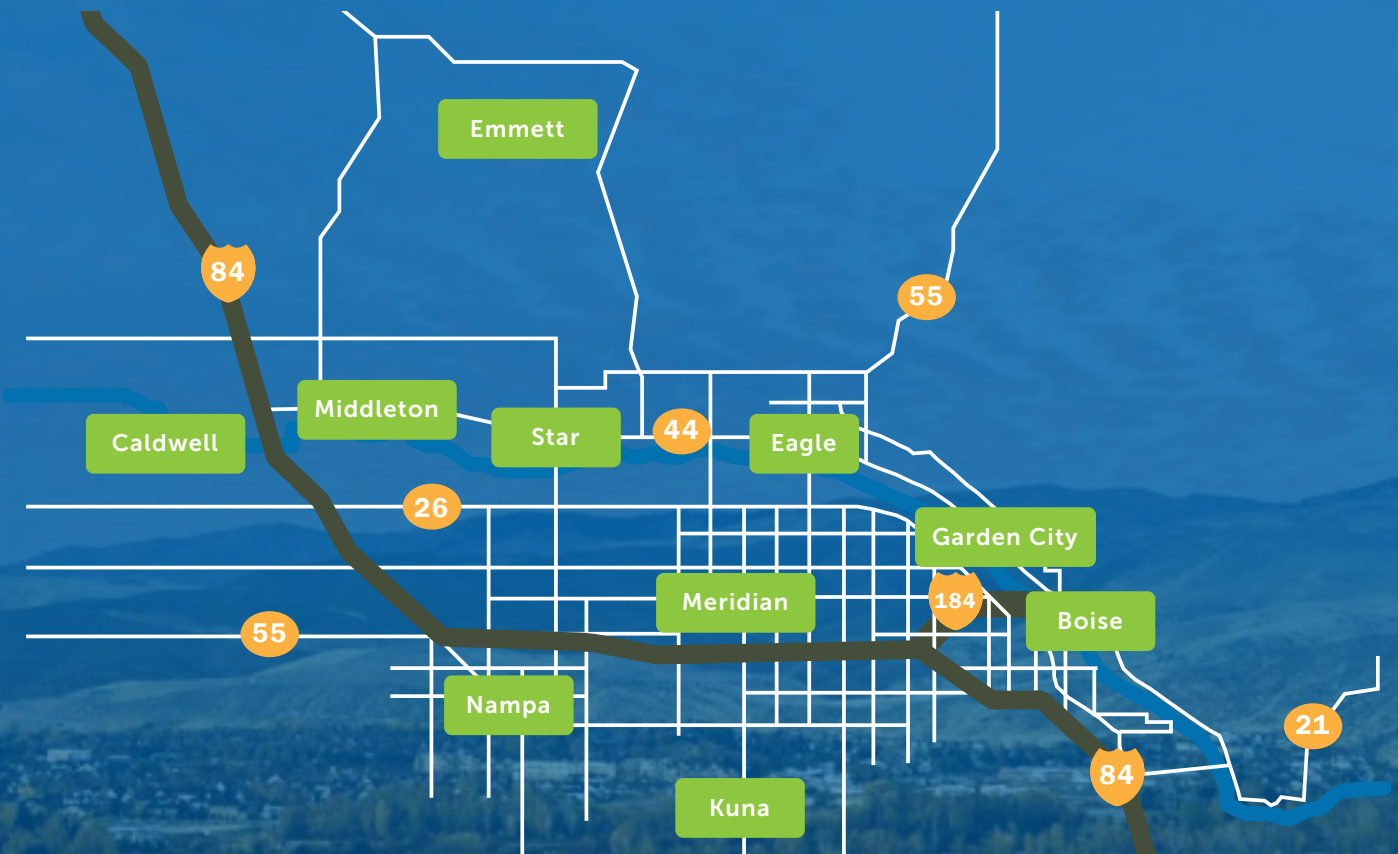 Emmett
84
55
Middleton
Star
44
Eagle
Caldwell
26
Garden City
Meridian
184
Boise
55
Nampa
21
84
Kuna